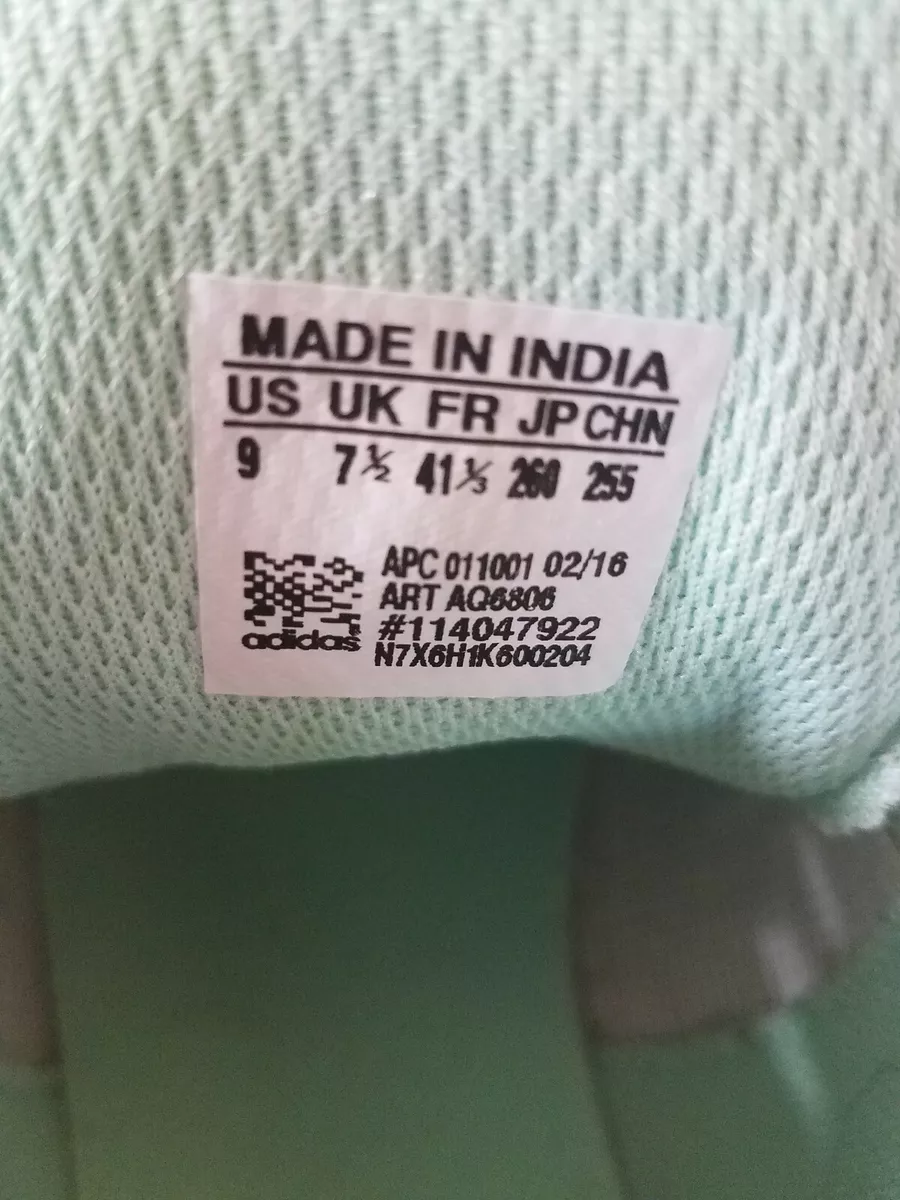 MADE IN INDIA
US UK FR JP CHN
9 7½ 41⅓ 260 255
APC 011001 02/16
ART AQ6806
#114047922
N7X6H1K600204
adidas